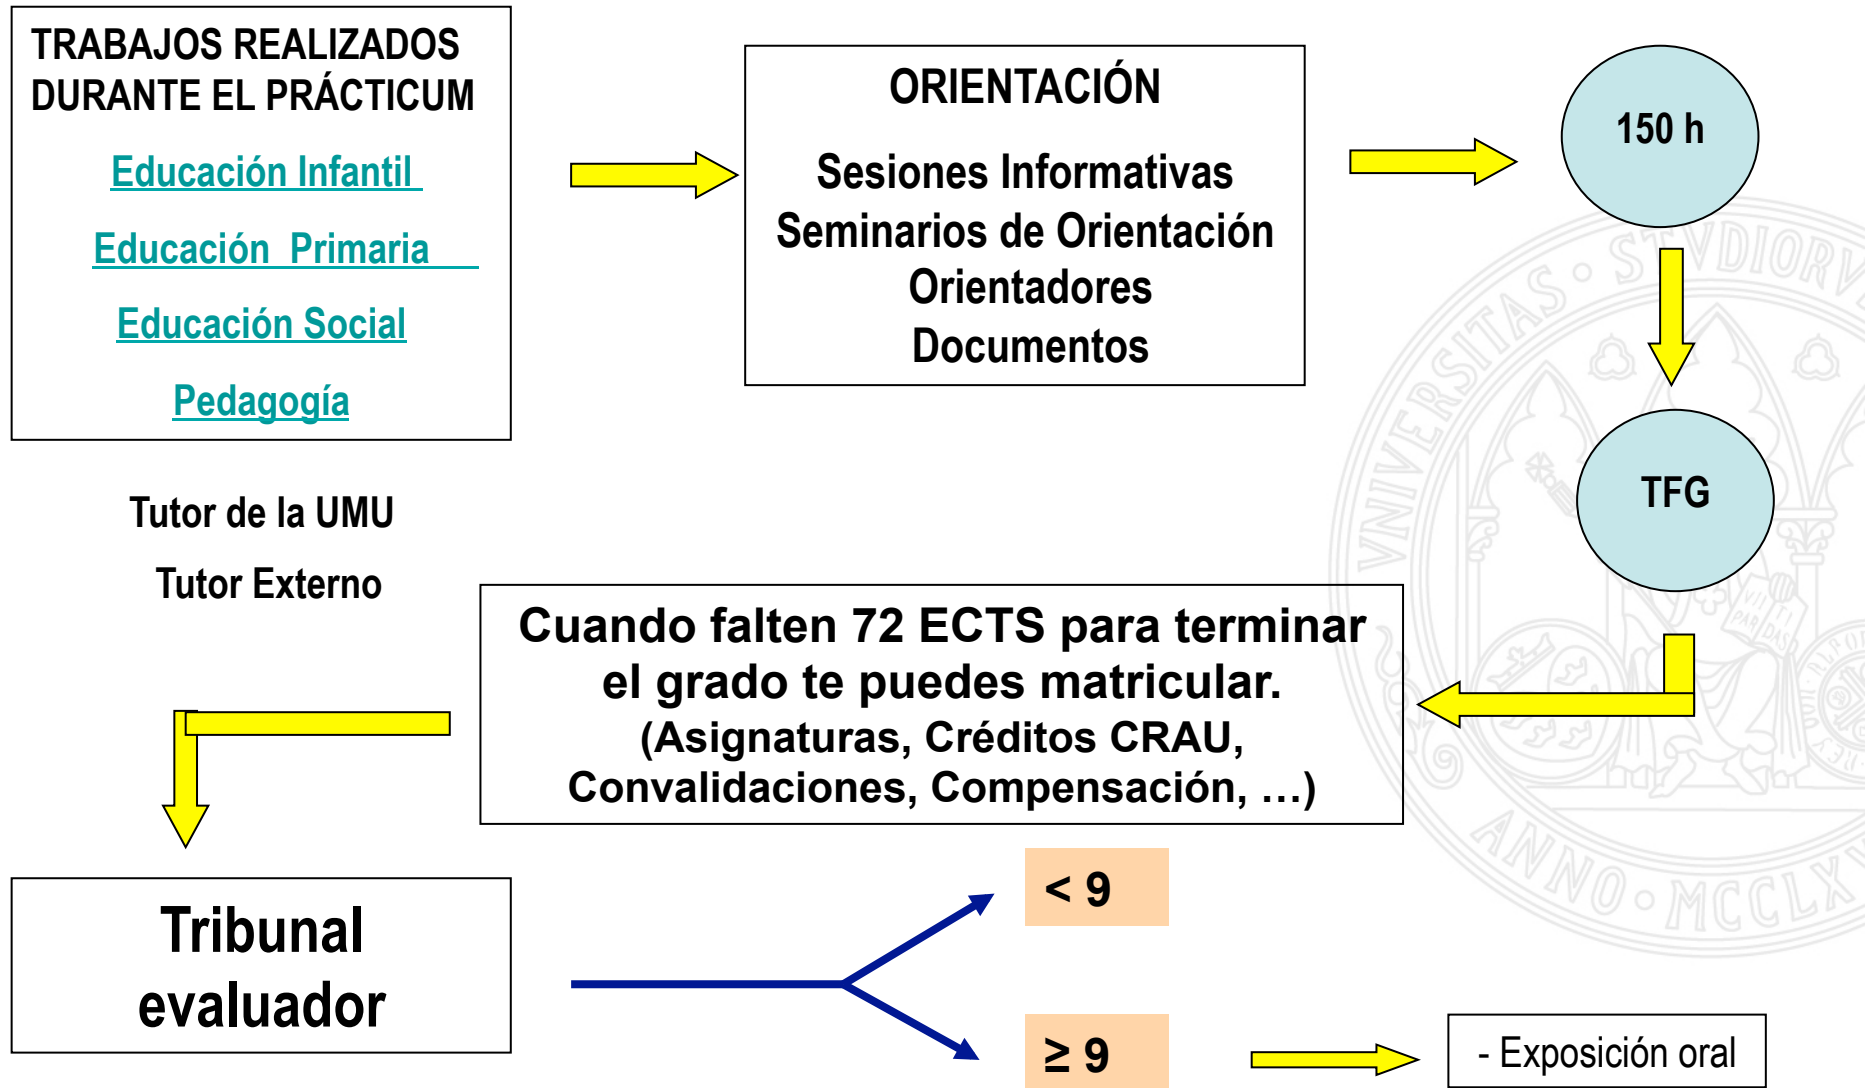 TRABAJOS REALIZADOS
DURANTE EL PRÁCTICUM
Educación Infantil
Educación Primaria
Educación Social
Pedagogía
ORIENTACIÓN
Sesiones Informativas
Seminarios de Orientación
Orientadores
Documentos
150 h
TFG
Tutor de la UMU
Tutor Externo
Cuando falten 72 ECTS para terminar
el grado te puedes matricular.
(Asignaturas, Créditos CRAU,
Convalidaciones, Compensación, …)
Tribunal
evaluador
< 9
≥ 9
- Exposición oral
VNIVERSITAS
ANNO